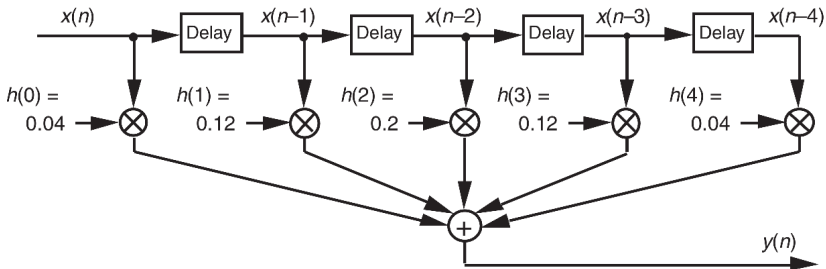 x(n) Delay x(n–1) Delay x(n–2) Delay x(n–3) Delay x(n–4)
h(0) = h(1) = h(2) = h(3) = h(4) =
0.04 0.12 0.2 0.12 0.04
+
y(n)